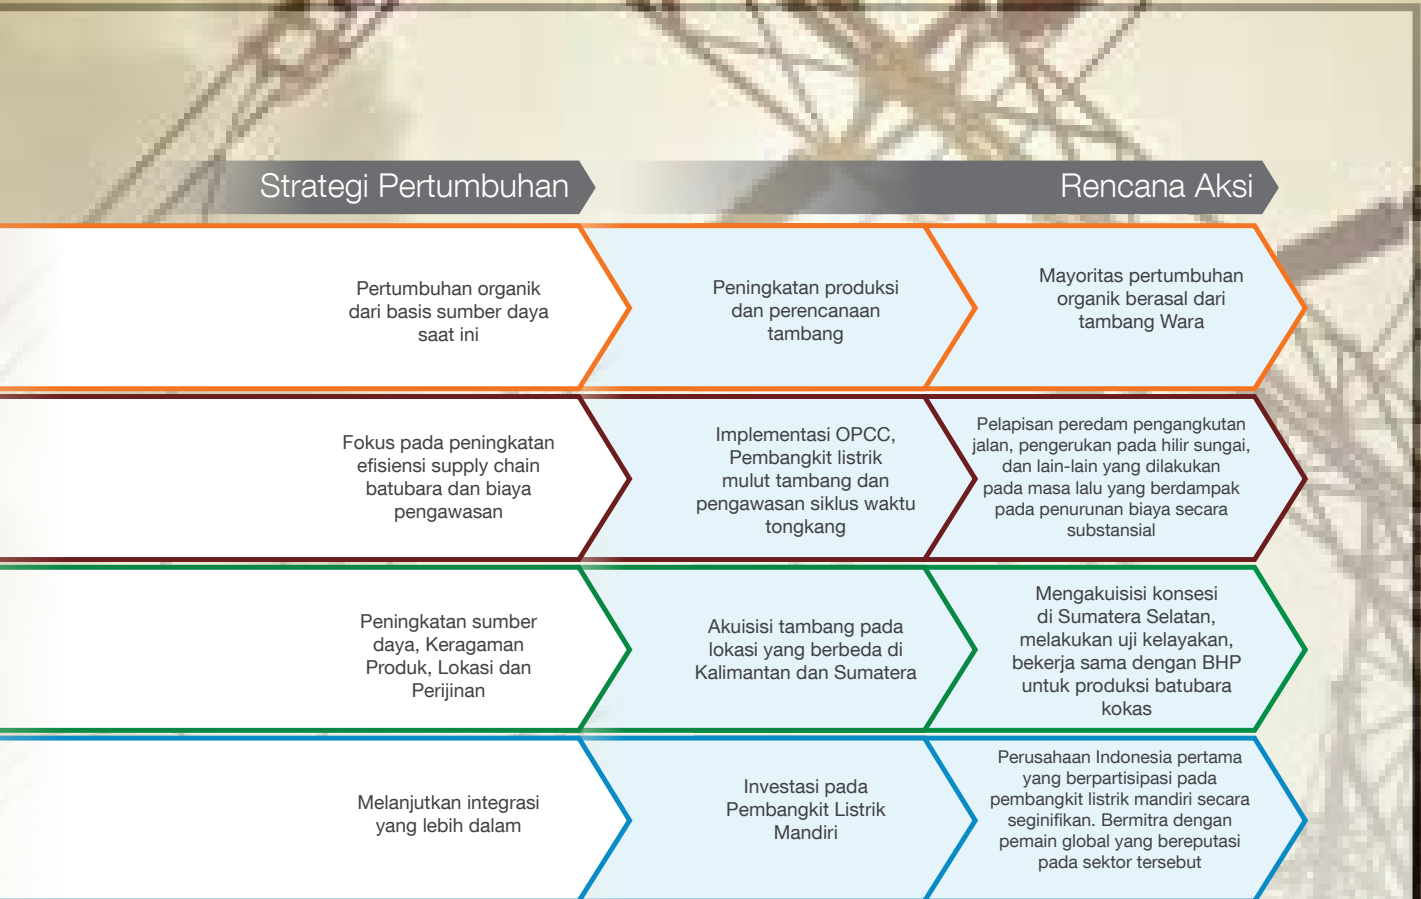 Strategi Pertumbuhan
Rencana Aksi
Pertumbuhan organik
dari basis sumber daya
saat ini
Peningkatan produksi
dan perencanaan
tambang
Mayoritas pertumbuhan
organik berasal dari
tambang Wara
Fokus pada peningkatan
efisiensi supply chain
batubara dan biaya
pengawasan
Implementasi OPCC,
Pembangkit listrik
mulut tambang dan
pengawasan siklus waktu
tongkang
Pelapisan peredam pengangkutan
jalan, pengerukan pada hilir sungai,
dan lain-lain yang dilakukan
pada masa lalu yang berdampak
pada penurunan biaya secara
substansial
Peningkatan sumber
daya, Keragaman
Produk, Lokasi dan
Perijinan
Akuisisi tambang pada
lokasi yang berbeda di
Kalimantan dan Sumatera
Mengakuisisi konsesi
di Sumatera Selatan,
melakukan uji kelayakan,
bekerja sama dengan BHP
untuk produksi batubara
kokas
Melanjutkan integrasi
yang lebih dalam
Investasi pada
Pembangkit Listrik
Mandiri
Perusahaan Indonesia pertama
yang berpartisipasi pada
pembangkit listrik mandiri secara
seginifikan. Bermitra dengan
pemain global yang bereputasi
pada sektor tersebut